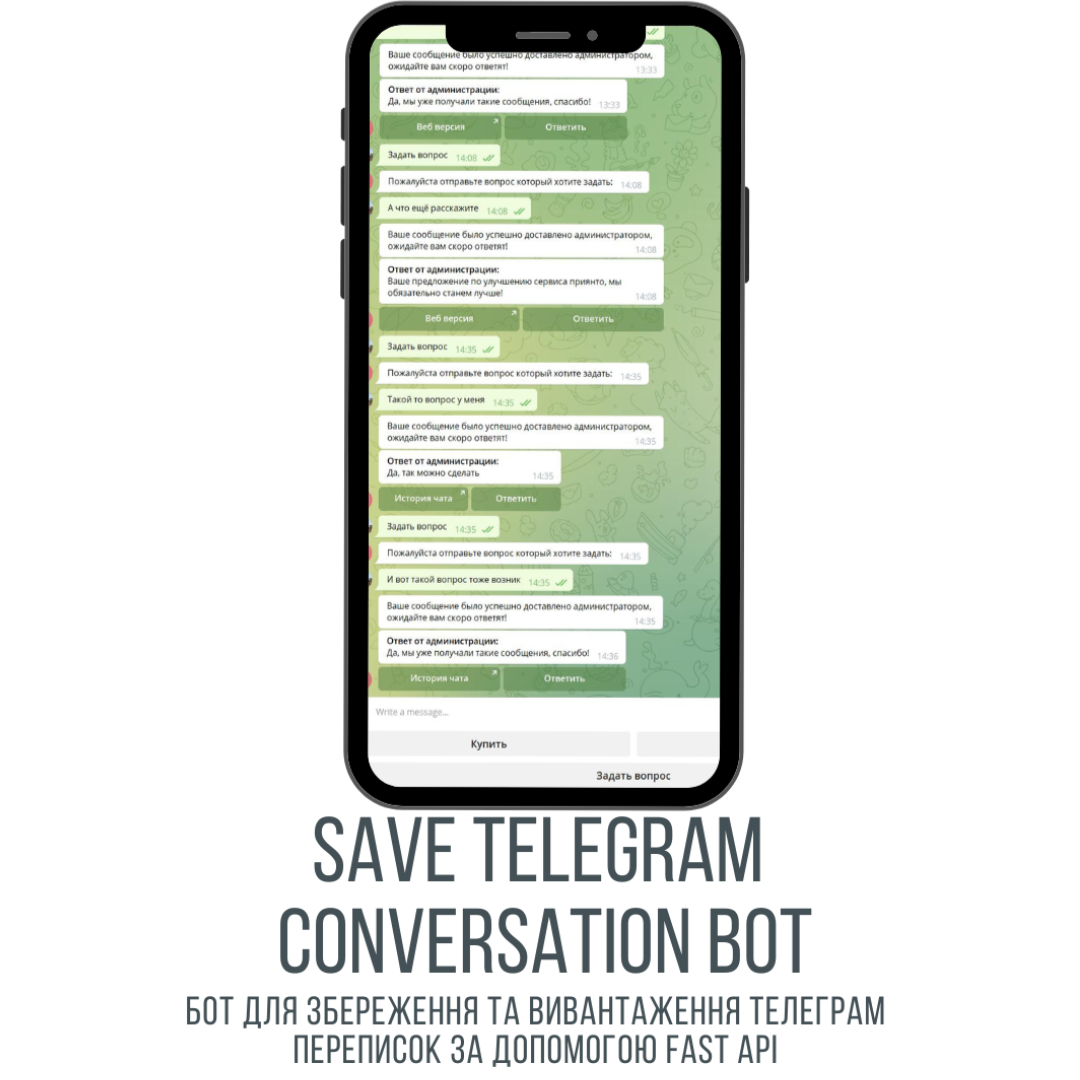 Ваше сообщение было успешно доставлено администратором,
ожидайте вам скоро ответят!
13:33
Ответ от администрации:
Да, мы уже получали такие сообщения, спасибо! 13:33
Веб версия Ответить
Задать вопрос 14:08
Пожалуйста отправьте вопрос который хотите задать: 14:08
А что ещё расскажите 14:08
Ваше сообщение было успешно доставлено администратором,
ожидайте вам скоро ответят!
14:08
Ответ от администрации:
Ваше предложение по улучшению сервиса приянто, мы
обязательно станем лучше!
14:08
Веб версия Ответить
Задать вопрос 14:35
Пожалуйста отправьте вопрос который хотите задать: 14:35
Такой то вопрос у меня 14:35
Ваше сообщение было успешно доставлено администратором,
ожидайте вам скоро ответят!
14:35
Ответ от администрации:
Да, так можно сделать 14:35
История чата Ответить
Задать вопрос 14:35
Пожалуйста отправьте вопрос который хотите задать: 14:35
И вот такой вопрос тоже возник 14:35
Ваше сообщение было успешно доставлено администратором,
ожидайте вам скоро ответят!
14:35
Ответ от администрации:
Да, мы уже получали такие сообщения, спасибо! 14:36
История чата Ответить
Write a message...
Купить
Задать вопрос
SAVE TELEGRAM
CONVERSATION BOT
БОТ ДЛЯ ЗБЕРЕЖЕННЯ ТА ВИВАНТАЖЕННЯ ТЕЛЕГРАМ
ПЕРЕПИСОК ЗА ДОПОМОГОЮ FAST API